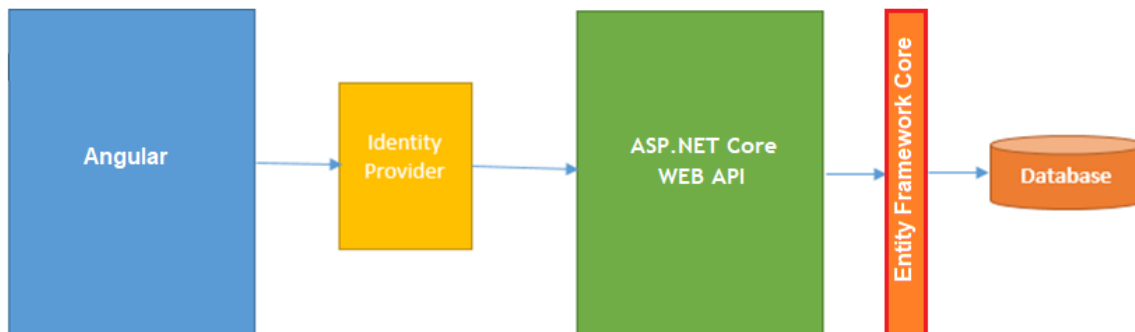 Angular
Identity
Provider
ASP.NET Core
WEB API
Entity Framework Core
Database